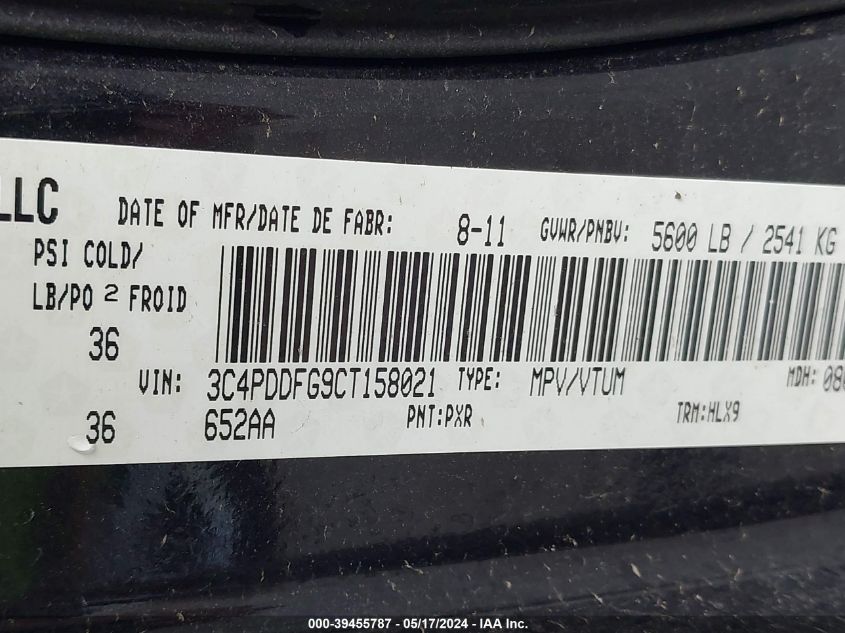 LLC DATE OF MFR/DATE DE FABR: 8-11 GVWR/PNBV: 5600 LB / 2541 KG
PSI COLD/
LB/PO 2 FROID
36
VIN: 3C4PDDFG9CT158021 TYPE: MPV/VTUM MDH: 080
36 652AA PNT:PXR TRM:HLX9
000-39455787 - 05/17/2024 - IAA Inc.